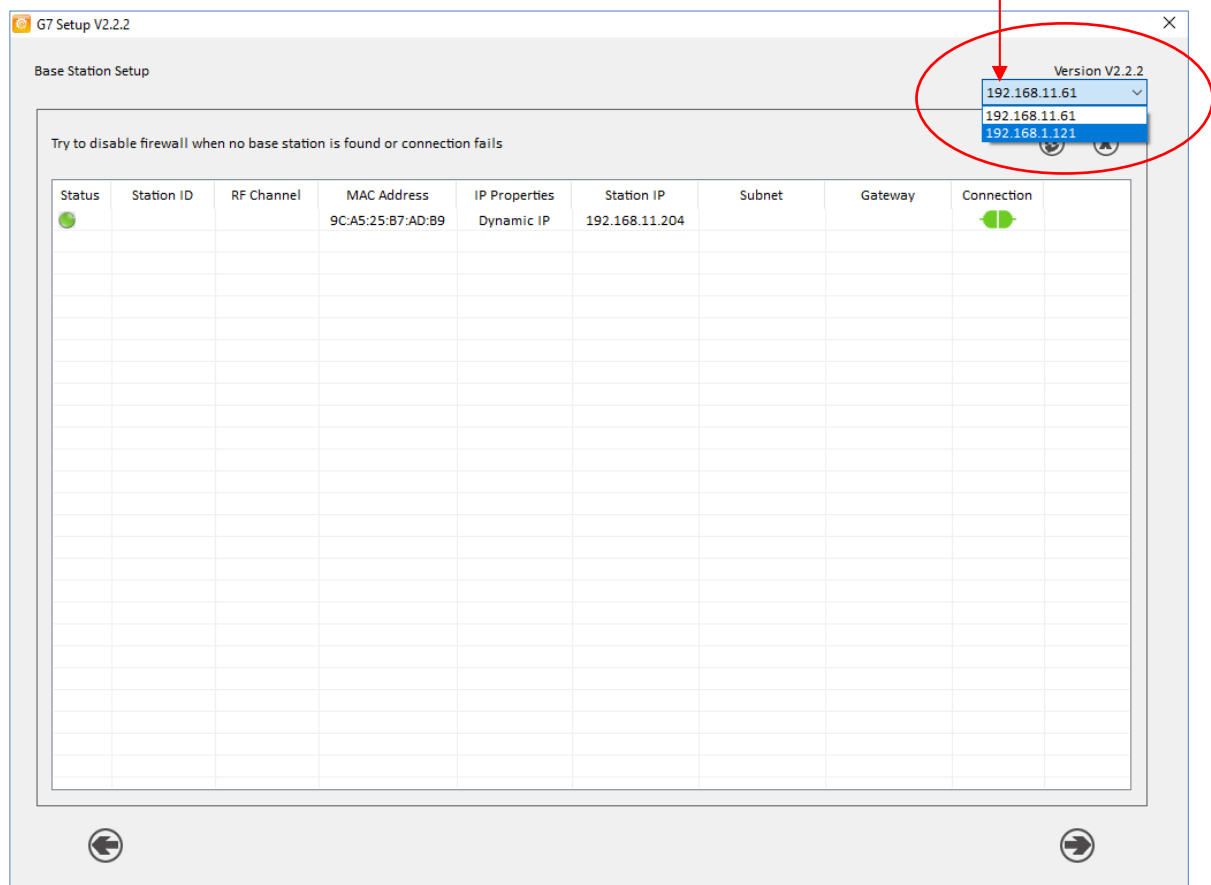 G7 Setup V2.2.2
Base Station Setup
Version V2.2.2
192.168.11.61
192.168.11.61
192.168.1.121
Try to disable firewall when no base station is found or connection fails
Status Station ID RF Channel MAC Address IP Properties Station IP Subnet Gateway Connection
9C:A5:25:B7:AD:B9 Dynamic IP 192.168.11.204